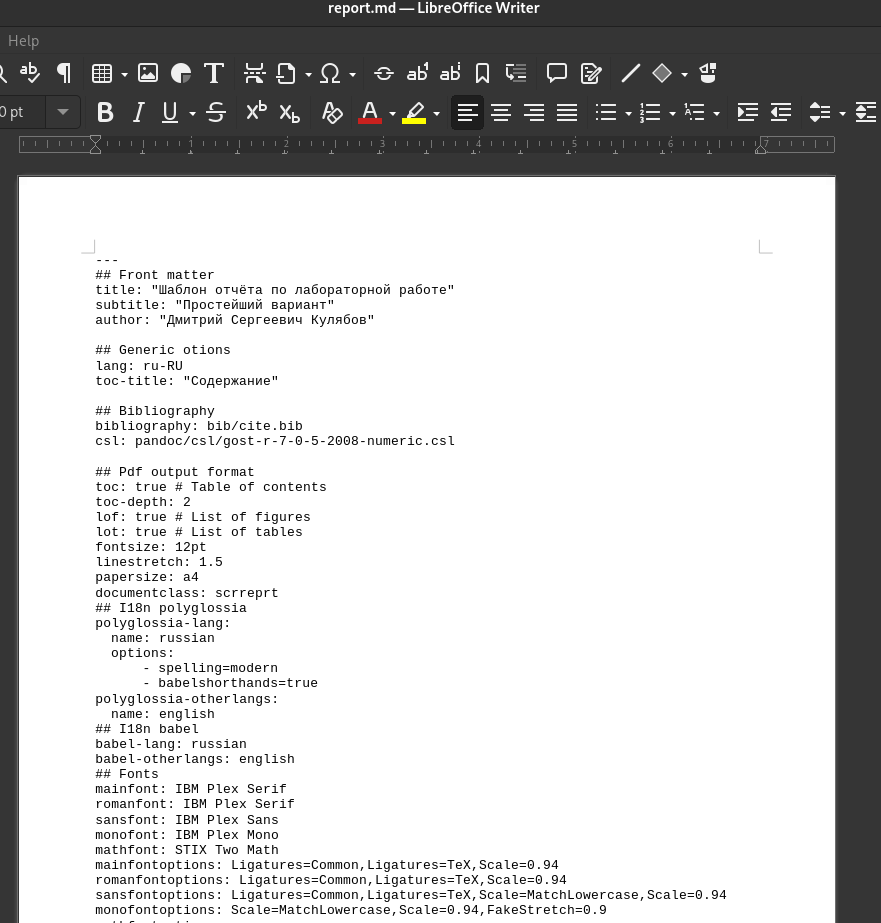 report.md — LibreOffice Writer
Help
0 pt
1 2 3 4 5 6 7
---
## Front matter
title: "Шаблон отчёта по лабораторной работе"
subtitle: "Простейший вариант"
author: "Дмитрий Сергеевич Кулябов"
## Generic otions
lang: ru-RU
toc-title: "Содержание"
## Bibliography
bibliography: bib/cite.bib
csl: pandoc/csl/gost-r-7-0-5-2008-numeric.csl
## Pdf output format
toc: true # Table of contents
toc-depth: 2
lof: true # List of figures
lot: true # List of tables
fontsize: 12pt
linestretch: 1.5
papersize: a4
documentclass: scrreprt
## I18n polyglossia
polyglossia-lang:
  name: russian
  options:
      - spelling=modern
      - babelshorthands=true
polyglossia-otherlangs:
  name: english
## I18n babel
babel-lang: russian
babel-otherlangs: english
## Fonts
mainfont: IBM Plex Serif
romanfont: IBM Plex Serif
sansfont: IBM Plex Sans
monofont: IBM Plex Mono
mathfont: STIX Two Math
mainfontoptions: Ligatures=Common,Ligatures=TeX,Scale=0.94
romanfontoptions: Ligatures=Common,Ligatures=TeX,Scale=0.94
sansfontoptions: Ligatures=Common,Ligatures=TeX,Scale=MatchLowercase,Scale=0.94
monofontoptions: Scale=MatchLowercase,Scale=0.94,FakeStretch=0.9